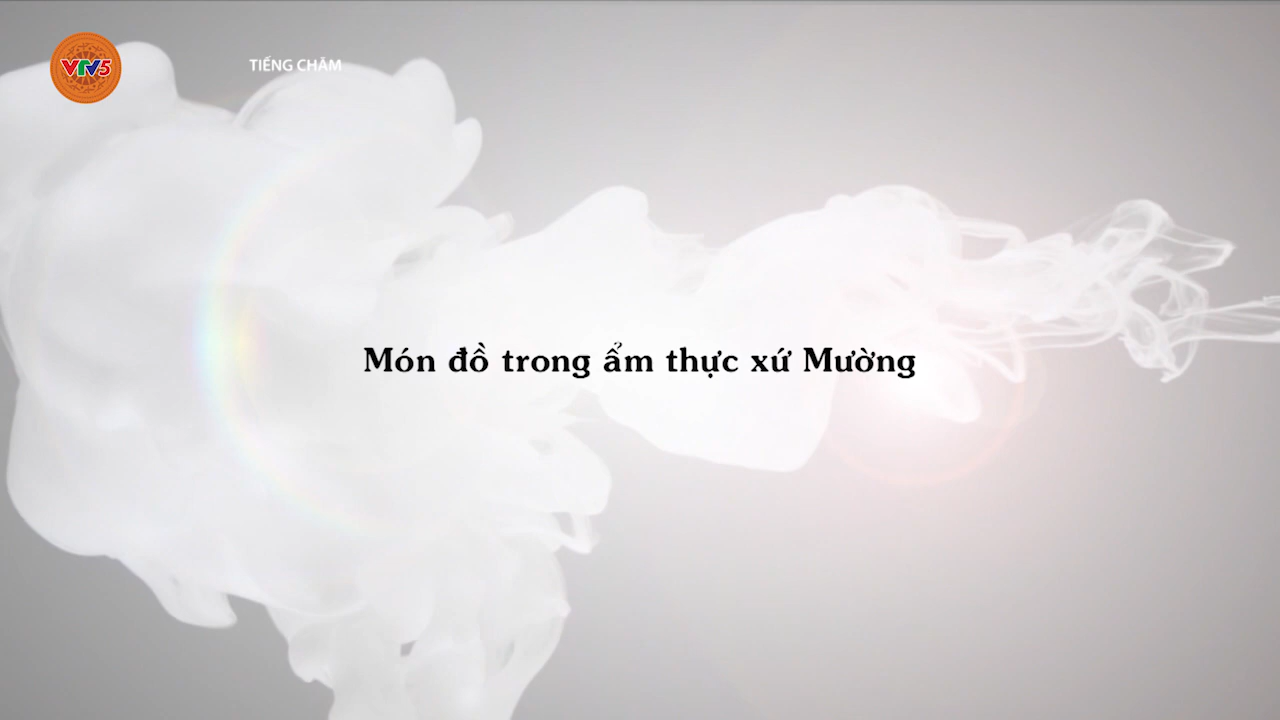 VTV5
TIẾNG CHĂM
Món đồ trong ẩm thực xứ Mường